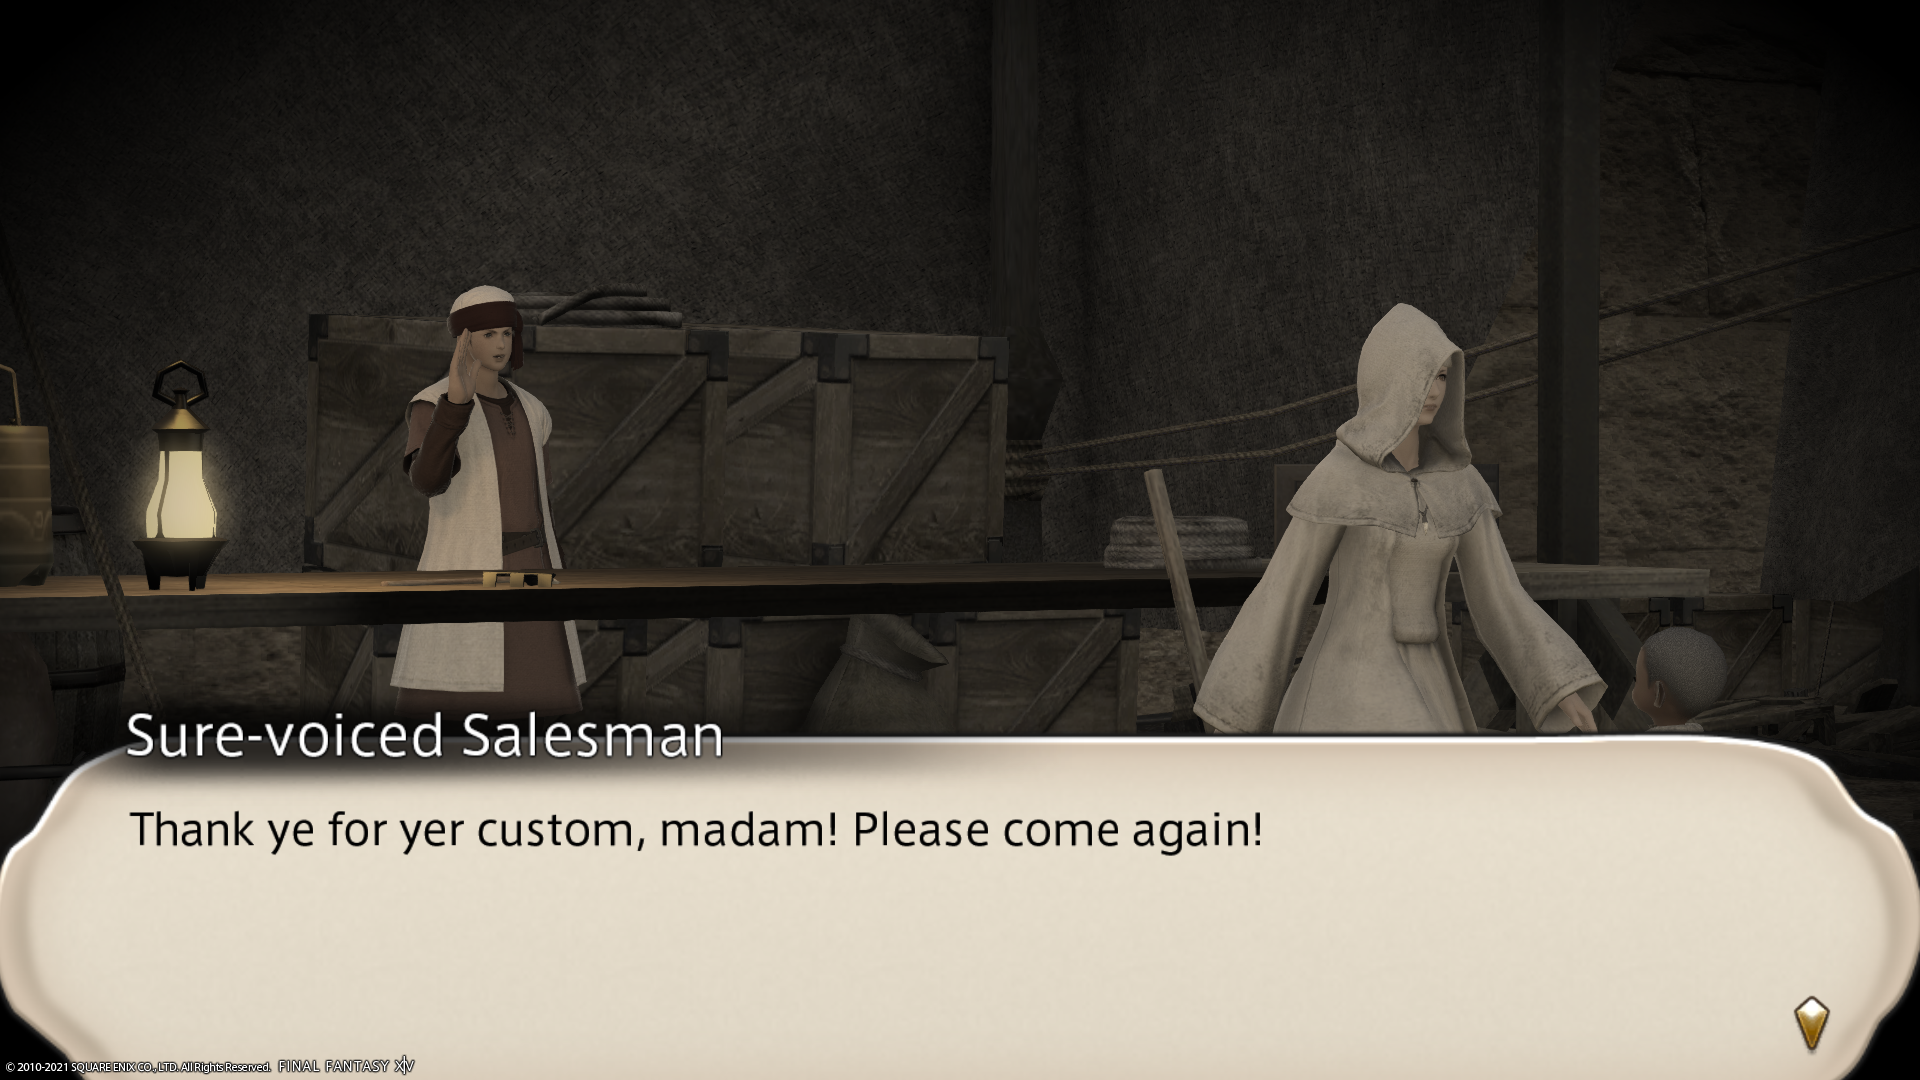 Sure-voiced Salesman
Thank ye for yer custom, madam! Please come again!
© 2010-2021 SQUARE ENIX CO., LTD. All Rights Reserved. FINAL FANTASY XIV